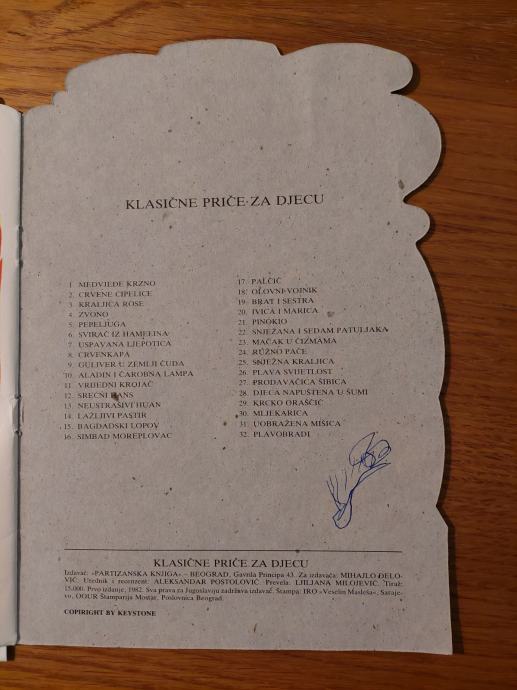 KLASIČNE PRIČE ZA DJECU
1. MEDVJEĐE KRZNO
2. CRVENE CIPELICE
3. KRALJICA ROSE
4. ZVONO
5. PEPELJUGA
6. SVIRAČ IZ HAMELINA
7. USPAVANA LJEPOTICA
8. CRVENKAPA
9. GULIVER U ZEMLJI ČUDA
10. ALADIN I ČAROBNA LAMPA
11. VRIJEDNI KROJAČ
12. SREĆNI HANS
13. NEUSTRAŠIVI HUAN
14. LAŽLJIVI PASTIR
15. BAGDADSKI LOPOV
16. SIMBAD MOREPLOVAC
17. PALČIĆ
18. OLOVNI VOJNIK
19. BRAT I SESTRA
20. IVICA I MARICA
21. PINOKIO
22. SNJEŽANA I SEDAM PATULJAKA
23. MAČAK U ČIZMAMA
24. RUŽNO PAČE
25. SNJEŽNA KRALJICA
26. PLAVA SVIJETLOST
27. PRODAVAČICA ŠIBICA
28. DJECA NAPUŠTENA U ŠUMI
29. KRCKO ORAŠČIĆ
30. MLJEKARICA
31. UOBRAŽENA MIŠICA
32. PLAVOBRADI
KLASIČNE PRIČE ZA DJECU
Izdavač: »PARTIZANSKA KNJIGA« – BEOGRAD, Gavrila Principa 43. Za izdavača: MIHAJLO ĐELO-
VIĆ. Urednik i recenzent: ALEKSANDAR POSTOLOVIĆ. Prevela: LJILJANA MILOJEVIĆ. Tiraž:
15.000. Prvo izdanje, 1982. Sva prava za Jugoslaviju zadržava izdavač. Štampa: IRO »Veselin Masleša«, Saraje-
vo, OOUR Štamparija Mostar, Poslovnica Beograd.
COPIRIGHT BY KEYSTONE